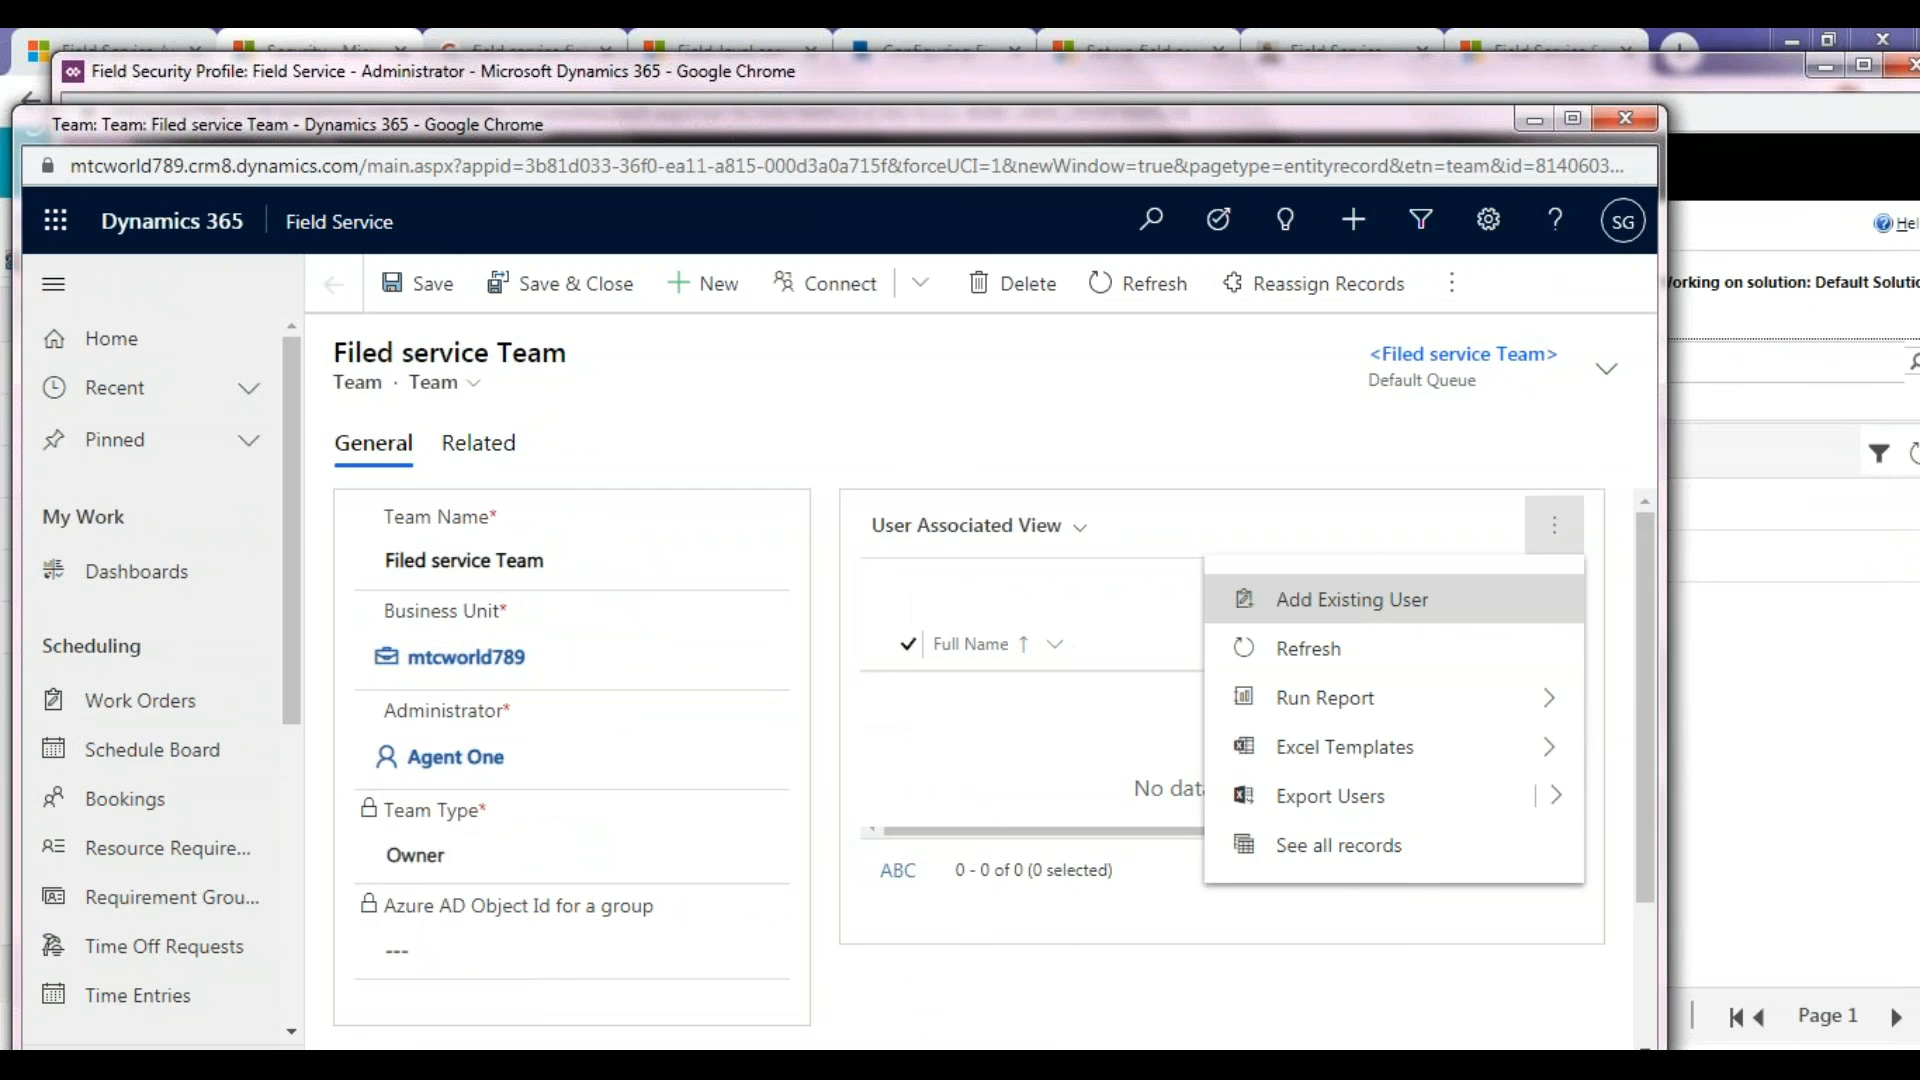 Field Security Profile: Field Service - Administrator - Microsoft Dynamics 365 - Google Chrome
Team: Team: Filed service Team - Dynamics 365 - Google Chrome
mtcworld789.crm8.dynamics.com/main.aspx?appid=3b81d033-36f0-ea11-a815-000d3a0a715f&forceUCI=1&newWindow=true&pagetype=entityrecord&etn=team&id=8140603...
Dynamics 365 Field Service
SG
Save Save & Close New Connect Delete Refresh Reassign Records
Home
Recent
Pinned
My Work
Dashboards
Scheduling
Work Orders
Schedule Board
Bookings
Resource Require...
Requirement Grou...
Time Off Requests
Time Entries
Filed service Team
Team · Team
<Filed service Team>
Default Queue
General Related
Team Name*
Filed service Team
Business Unit*
mtcworld789
Administrator*
Agent One
Team Type*
Owner
Azure AD Object Id for a group
---
User Associated View
Full Name
No data
ABC 0 - 0 of 0 (0 selected)
Add Existing User
Refresh
Run Report
Excel Templates
Export Users
See all records
Hel
Working on solution: Default Solutio
Page 1